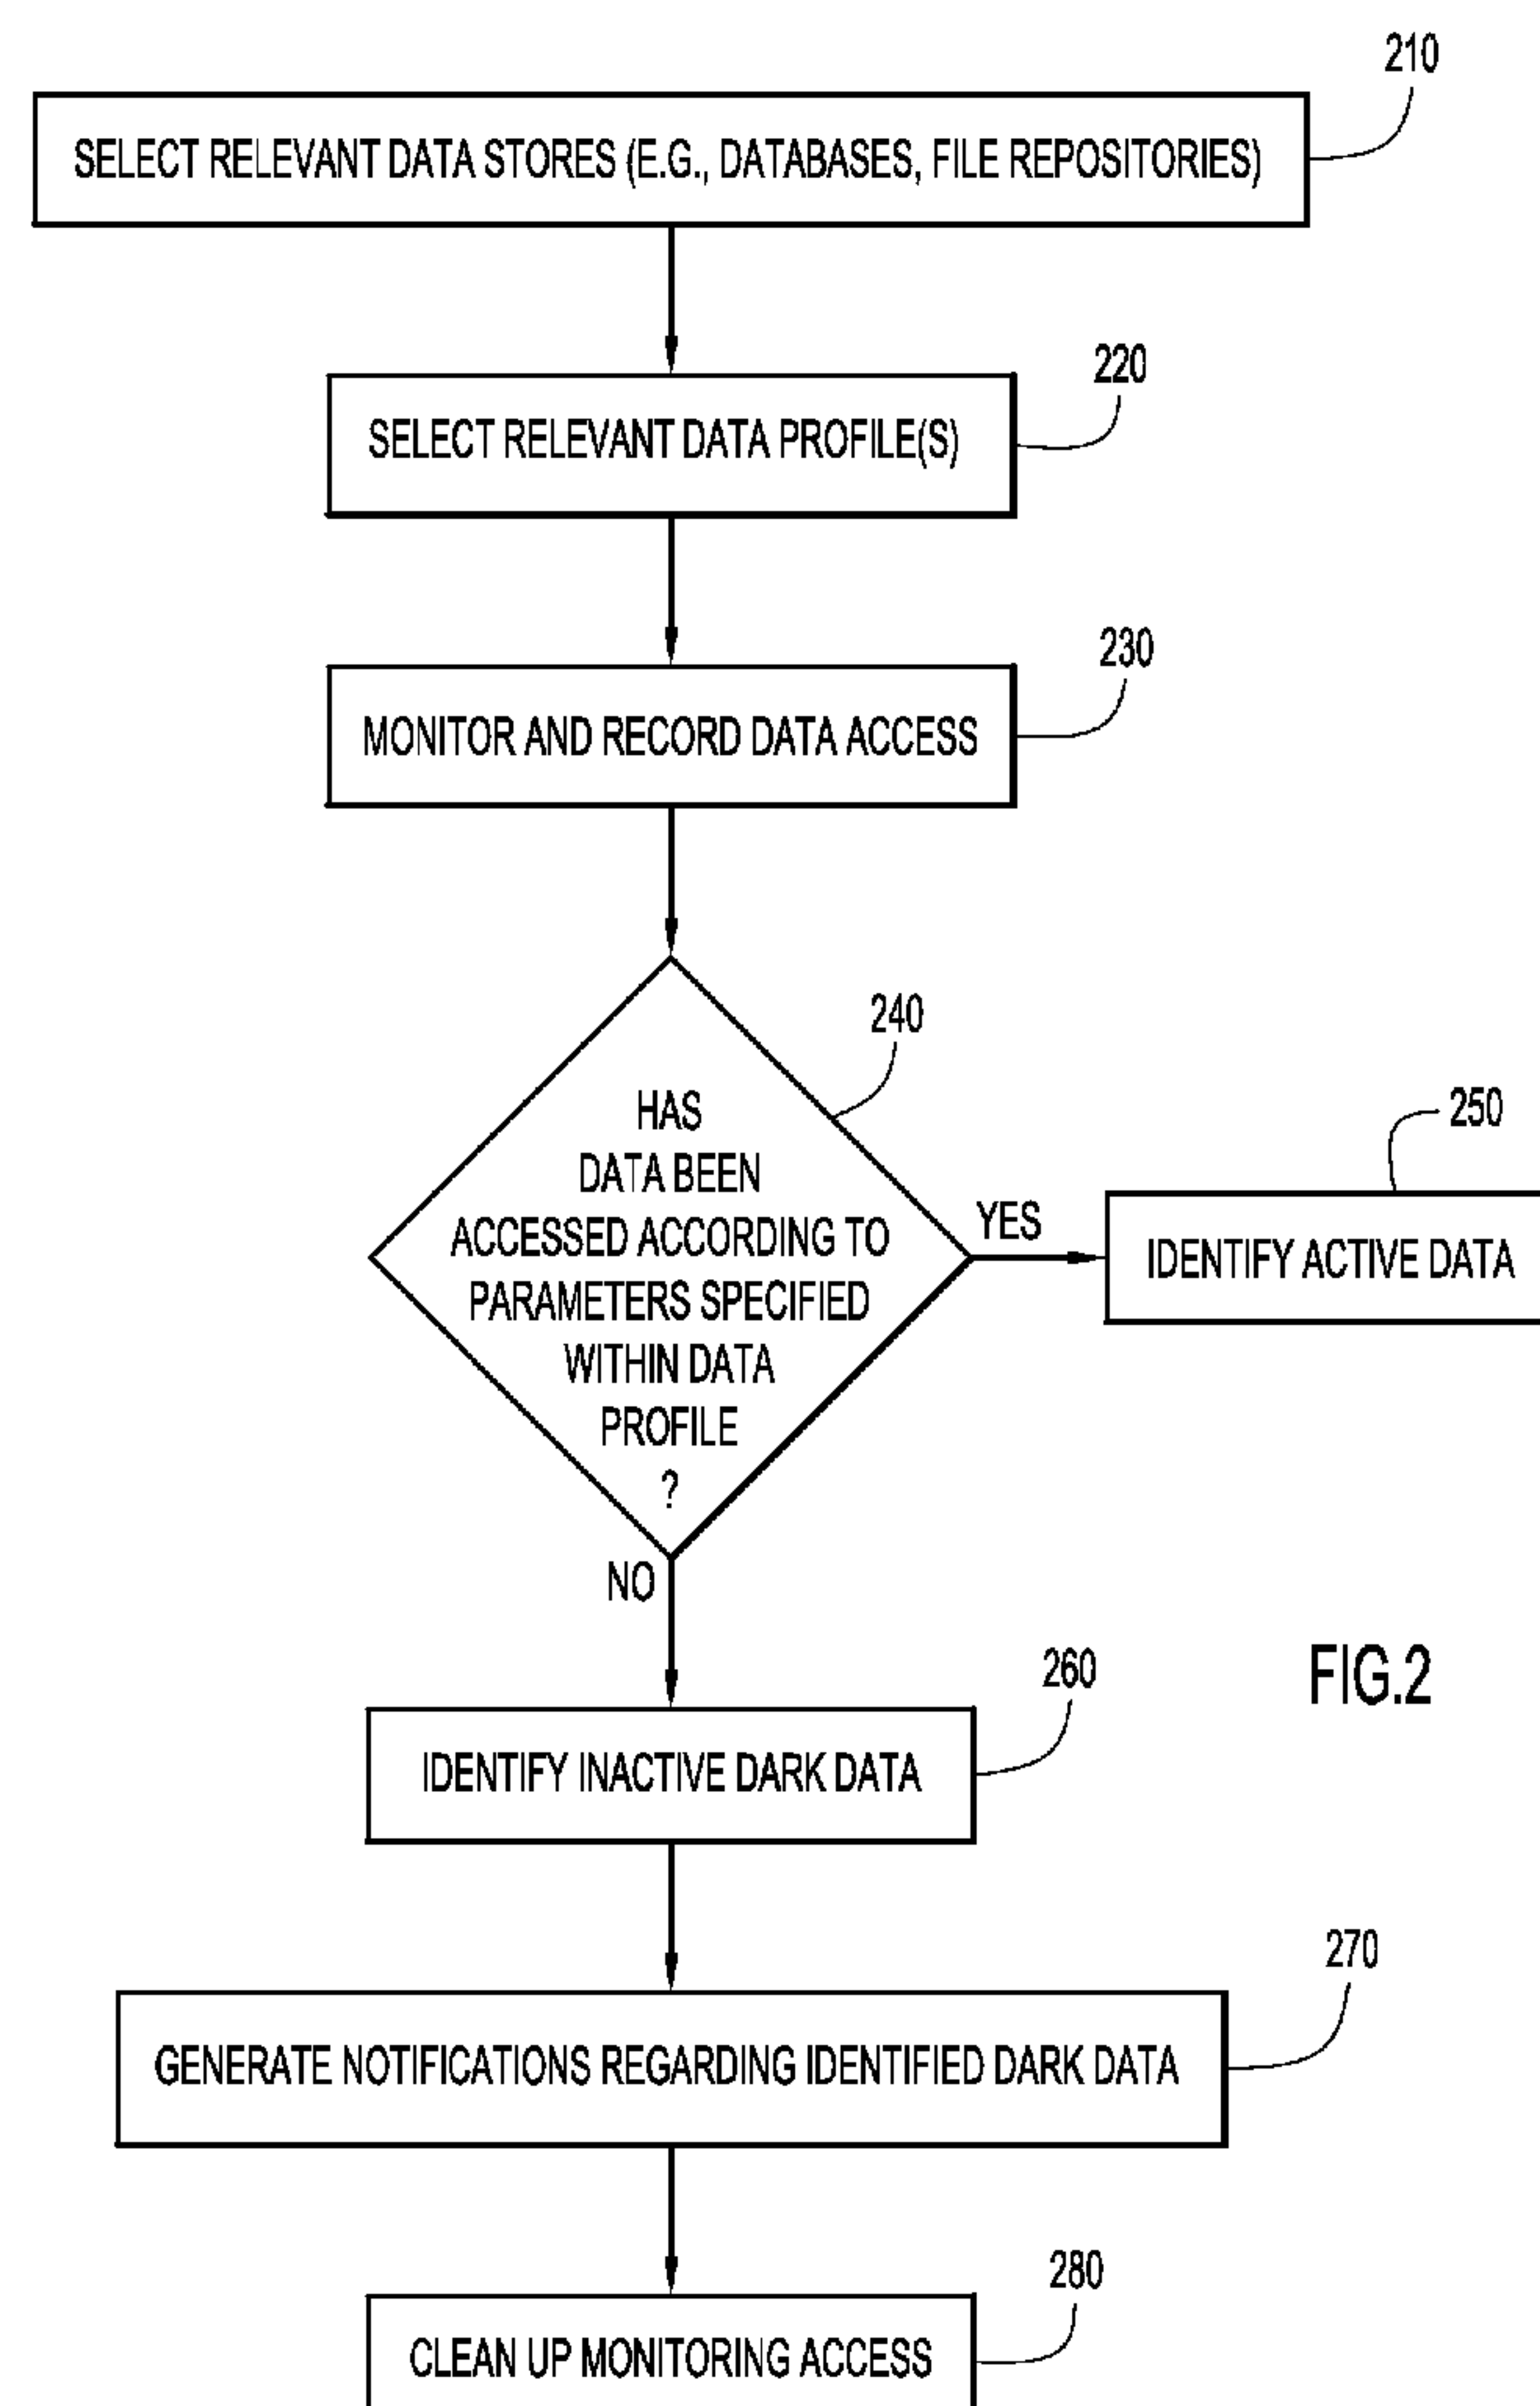 210
SELECT RELEVANT DATA STORES (E.G., DATABASES, FILE REPOSITORIES)
220
SELECT RELEVANT DATA PROFILE(S)
230
MONITOR AND RECORD DATA ACCESS
240
HAS
DATA BEEN
ACCESSED ACCORDING TO
PARAMETERS SPECIFIED
WITHIN DATA
PROFILE
?
YES
250
IDENTIFY ACTIVE DATA
NO
260
IDENTIFY INACTIVE DARK DATA
FIG.2
270
GENERATE NOTIFICATIONS REGARDING IDENTIFIED DARK DATA
280
CLEAN UP MONITORING ACCESS